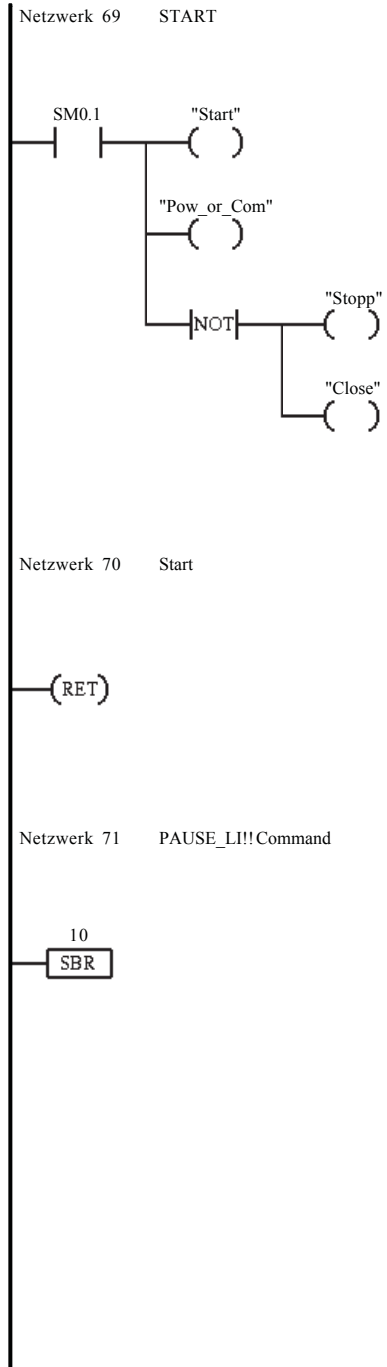 Netzwerk 69 START
SM0.1 "Start"
( )
"Pow_or_Com"
( )
NOT "Stopp"
( )
"Close"
( )
Netzwerk 70 Start
(RET)
Netzwerk 71 PAUSE_LI!! Command
10
SBR